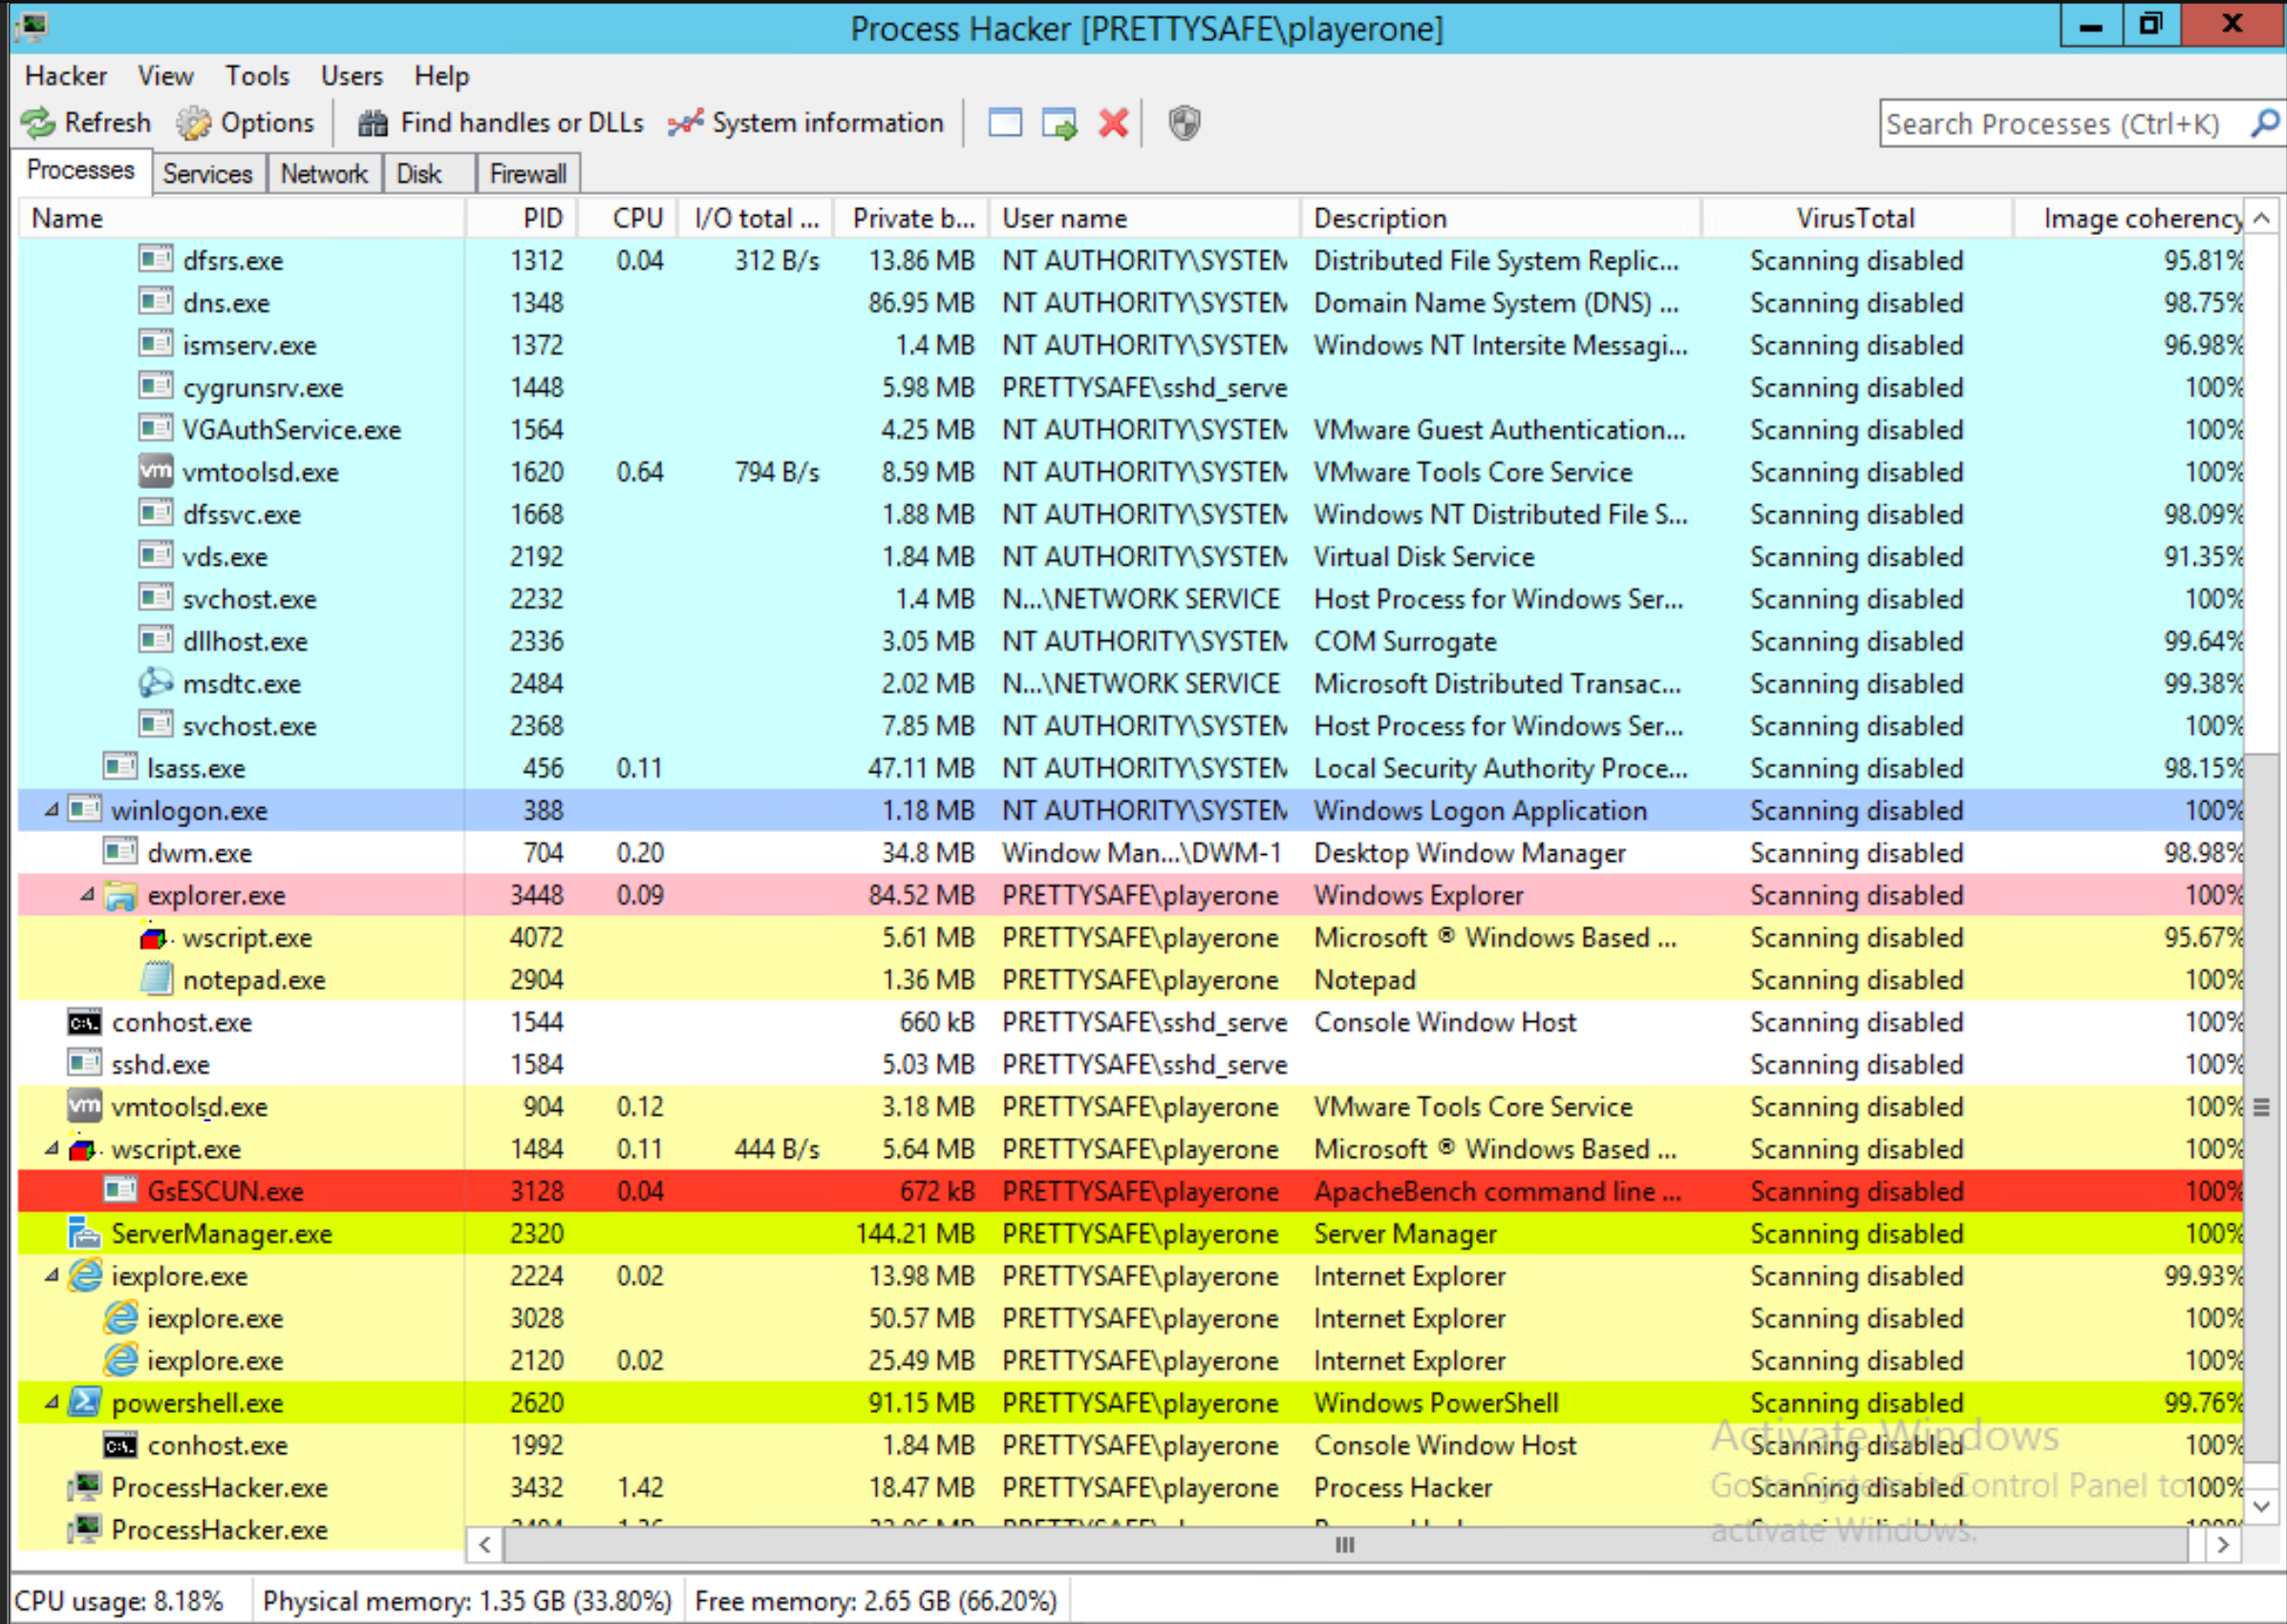 Process Hacker [PRETTYSAFE\playerone]
Hacker View Tools Users Help
Refresh Options Find handles or DLLs System information Search Processes (Ctrl+K)
Processes Services Network Disk Firewall
Name PID CPU I/O total ... Private b... User name Description VirusTotal Image coherency
dfsrs.exe 1312 0.04 312 B/s 13.86 MB NT AUTHORITY\SYSTEM Distributed File System Replic... Scanning disabled 95.81%
dns.exe 1348 86.95 MB NT AUTHORITY\SYSTEM Domain Name System (DNS) ... Scanning disabled 98.75%
ismserv.exe 1372 1.4 MB NT AUTHORITY\SYSTEM Windows NT Intersite Messagi... Scanning disabled 96.98%
cygrunsrv.exe 1448 5.98 MB PRETTYSAFE\sshd_serve Scanning disabled 100%
VGAuthService.exe 1564 4.25 MB NT AUTHORITY\SYSTEM VMware Guest Authentication... Scanning disabled 100%
vm vmtoolsd.exe 1620 0.64 794 B/s 8.59 MB NT AUTHORITY\SYSTEM VMware Tools Core Service Scanning disabled 100%
dfssvc.exe 1668 1.88 MB NT AUTHORITY\SYSTEM Windows NT Distributed File S... Scanning disabled 98.09%
vds.exe 2192 1.84 MB NT AUTHORITY\SYSTEM Virtual Disk Service Scanning disabled 91.35%
svchost.exe 2232 1.4 MB N...\NETWORK SERVICE Host Process for Windows Ser... Scanning disabled 100%
dllhost.exe 2336 3.05 MB NT AUTHORITY\SYSTEM COM Surrogate Scanning disabled 99.64%
msdtc.exe 2484 2.02 MB N...\NETWORK SERVICE Microsoft Distributed Transac... Scanning disabled 99.38%
svchost.exe 2368 7.85 MB NT AUTHORITY\SYSTEM Host Process for Windows Ser... Scanning disabled 100%
lsass.exe 456 0.11 47.11 MB NT AUTHORITY\SYSTEM Local Security Authority Proce... Scanning disabled 98.15%
winlogon.exe 388 1.18 MB NT AUTHORITY\SYSTEM Windows Logon Application Scanning disabled 100%
dwm.exe 704 0.20 34.8 MB Window Man...\DWM-1 Desktop Window Manager Scanning disabled 98.98%
explorer.exe 3448 0.09 84.52 MB PRETTYSAFE\playerone Windows Explorer Scanning disabled 100%
wscript.exe 4072 5.61 MB PRETTYSAFE\playerone Microsoft ® Windows Based ... Scanning disabled 95.67%
notepad.exe 2904 1.36 MB PRETTYSAFE\playerone Notepad Scanning disabled 100%
conhost.exe 1544 660 kB PRETTYSAFE\sshd_serve Console Window Host Scanning disabled 100%
sshd.exe 1584 5.03 MB PRETTYSAFE\sshd_serve Scanning disabled 100%
vm vmtoolsd.exe 904 0.12 3.18 MB PRETTYSAFE\playerone VMware Tools Core Service Scanning disabled 100%
wscript.exe 1484 0.11 444 B/s 5.64 MB PRETTYSAFE\playerone Microsoft ® Windows Based ... Scanning disabled 100%
GsESCUN.exe 3128 0.04 672 kB PRETTYSAFE\playerone ApacheBench command line ... Scanning disabled 100%
ServerManager.exe 2320 144.21 MB PRETTYSAFE\playerone Server Manager Scanning disabled 100%
iexplore.exe 2224 0.02 13.98 MB PRETTYSAFE\playerone Internet Explorer Scanning disabled 99.93%
iexplore.exe 3028 50.57 MB PRETTYSAFE\playerone Internet Explorer Scanning disabled 100%
iexplore.exe 2120 0.02 25.49 MB PRETTYSAFE\playerone Internet Explorer Scanning disabled 100%
powershell.exe 2620 91.15 MB PRETTYSAFE\playerone Windows PowerShell Scanning disabled 99.76%
conhost.exe 1992 1.84 MB PRETTYSAFE\playerone Console Window Host Scanning disabled 100%
ProcessHacker.exe 3432 1.42 18.47 MB PRETTYSAFE\playerone Process Hacker Scanning disabled 100%
ProcessHacker.exe
Activate Windows
Go to System in Control Panel to
activate Windows.
CPU usage: 8.18% Physical memory: 1.35 GB (33.80%) Free memory: 2.65 GB (66.20%)